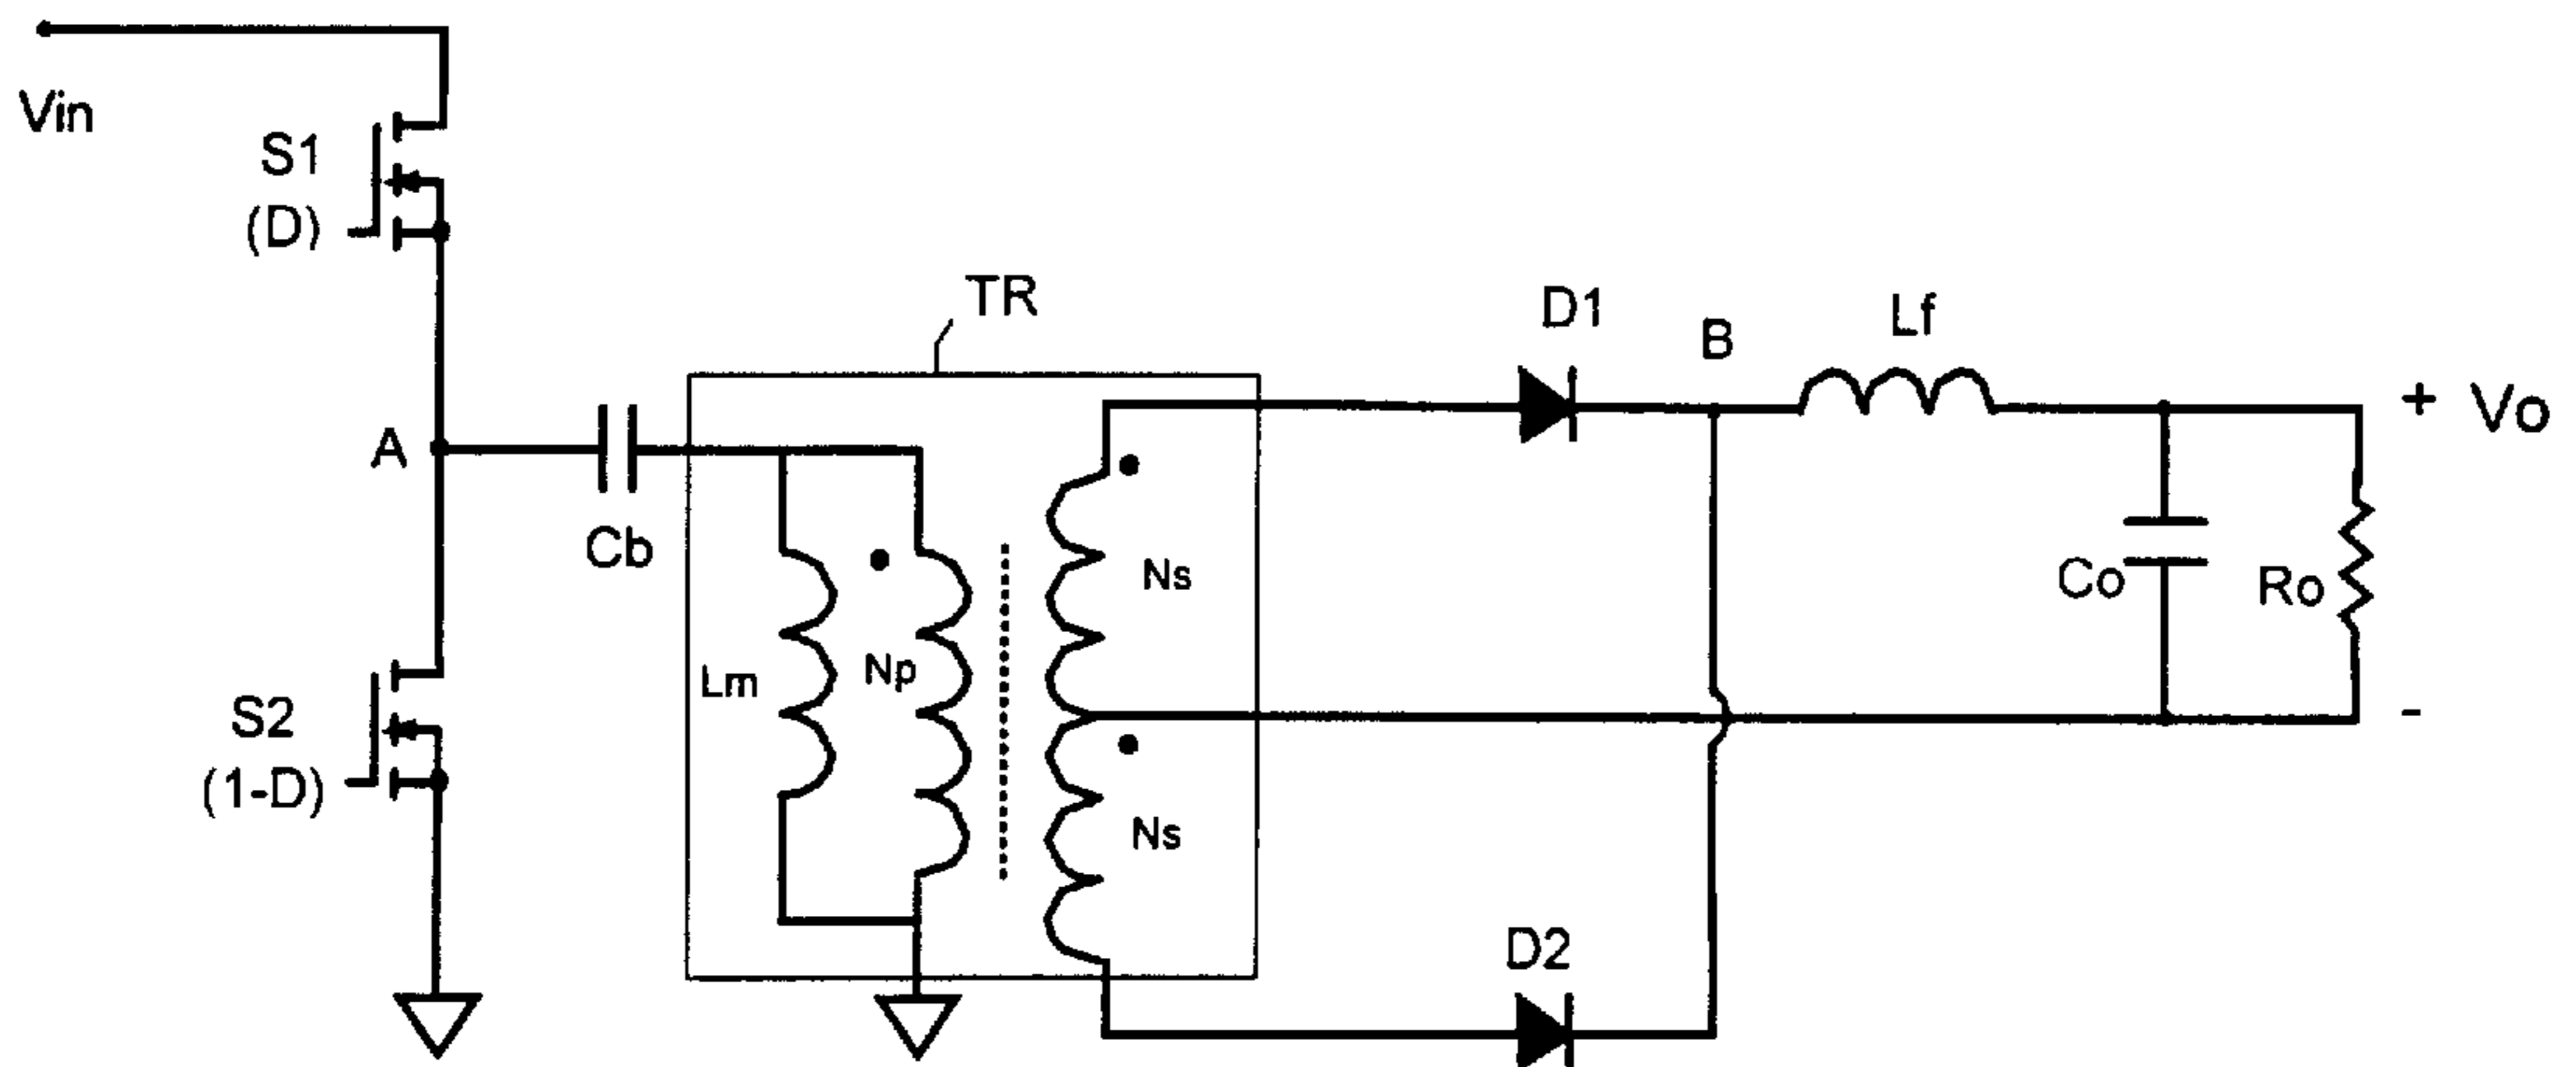 Vin
S1
(D)
TR
D1
B
Lf
+ Vo
A
Cb
Ns
Co
Ro
Lm
Np
S2
(1-D)
-
Ns
D2